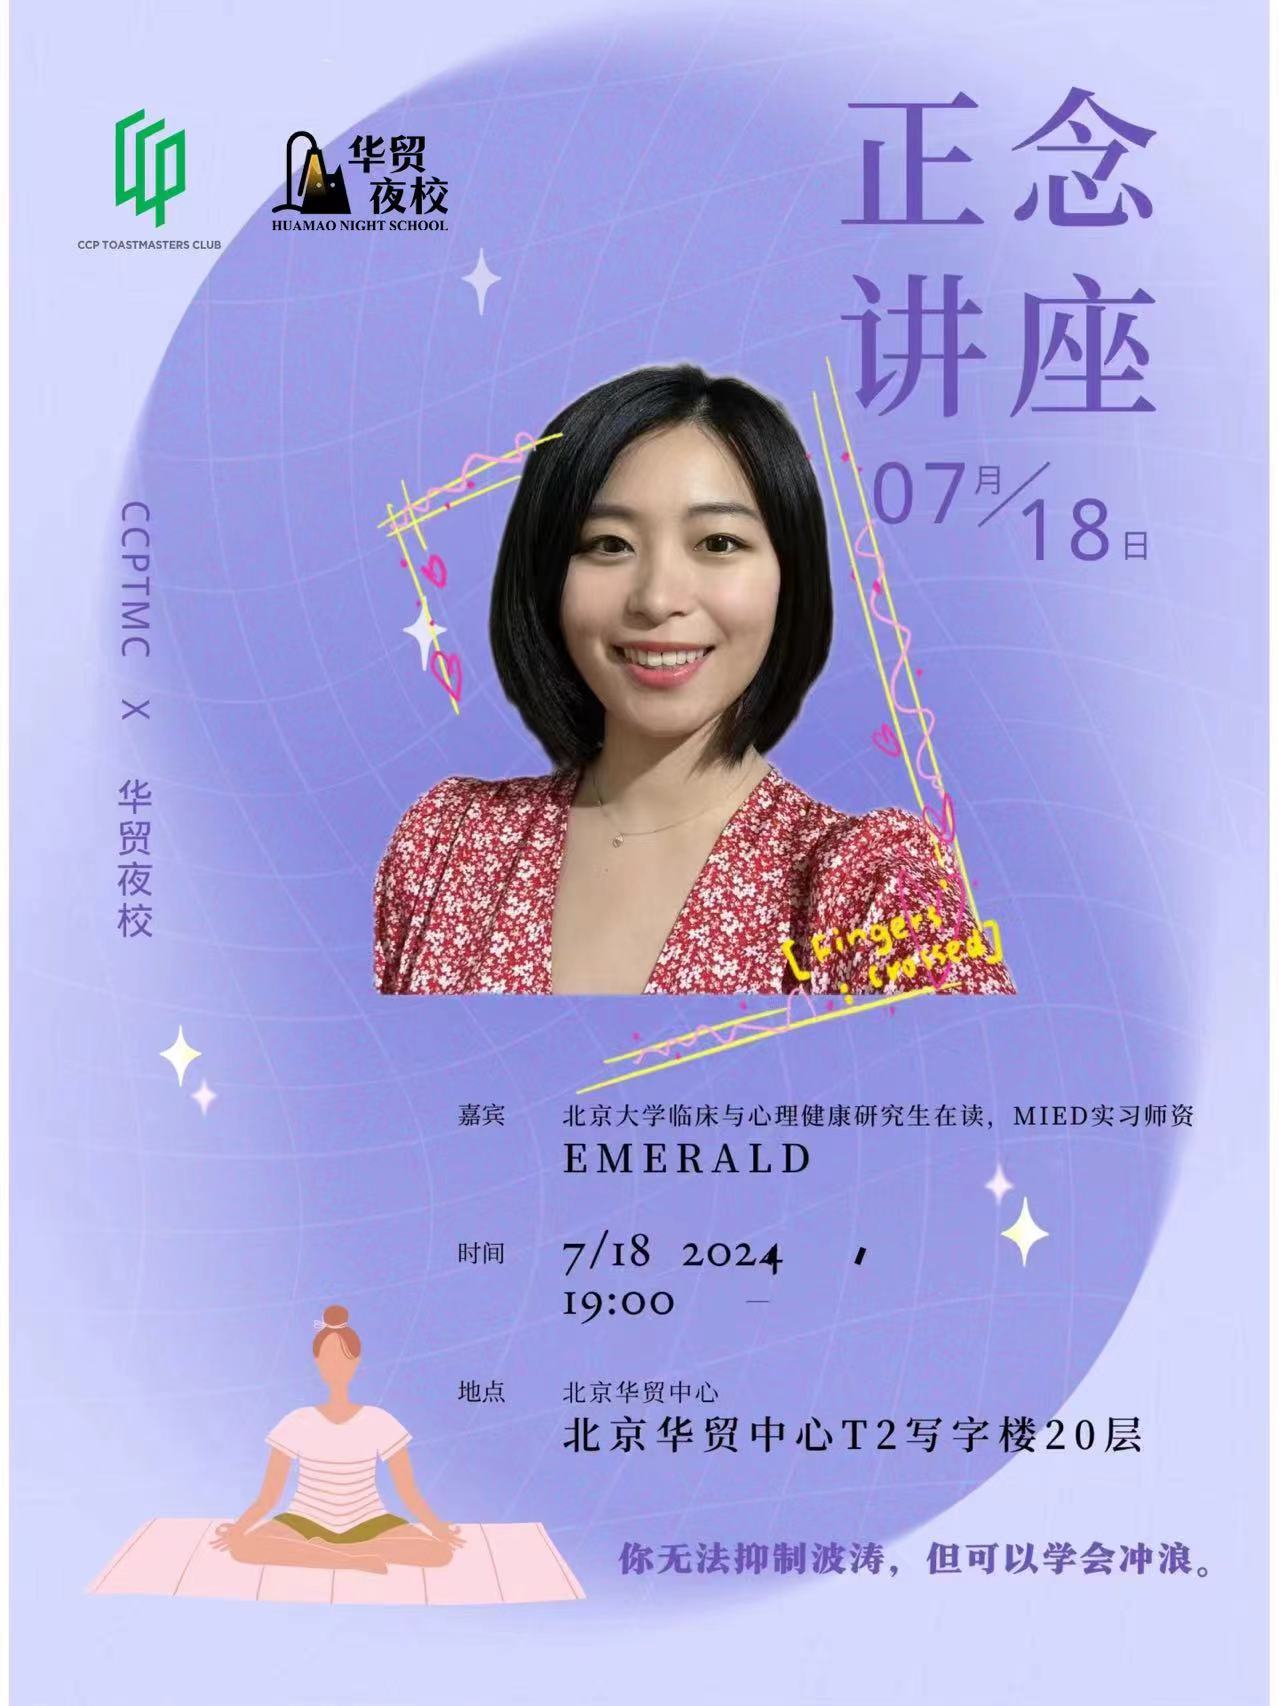 CCP TOASTMASTERS CLUB
华贸
夜校
HUAMAO NIGHT SCHOOL
正念
讲座
07月/18日
CCPTMC X 华贸夜校
[Fingers
crossed]
嘉宾
北京大学临床与心理健康研究生在读，MIED实习师资
EMERALD
时间
7/18 2024
19:00
地点
北京华贸中心
北京华贸中心T2写字楼20层
你无法抑制波涛，但可以学会冲浪。